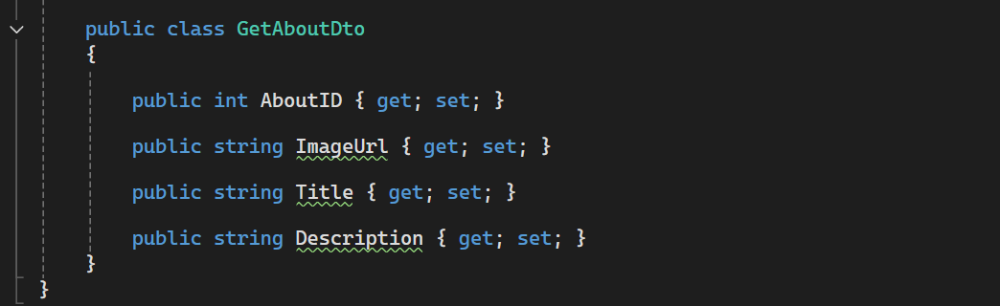 public class GetAboutDto
{
public int AboutID { get; set; }
public string ImageUrl { get; set; }
public string Title { get; set; }
public string Description { get; set; }
}
}